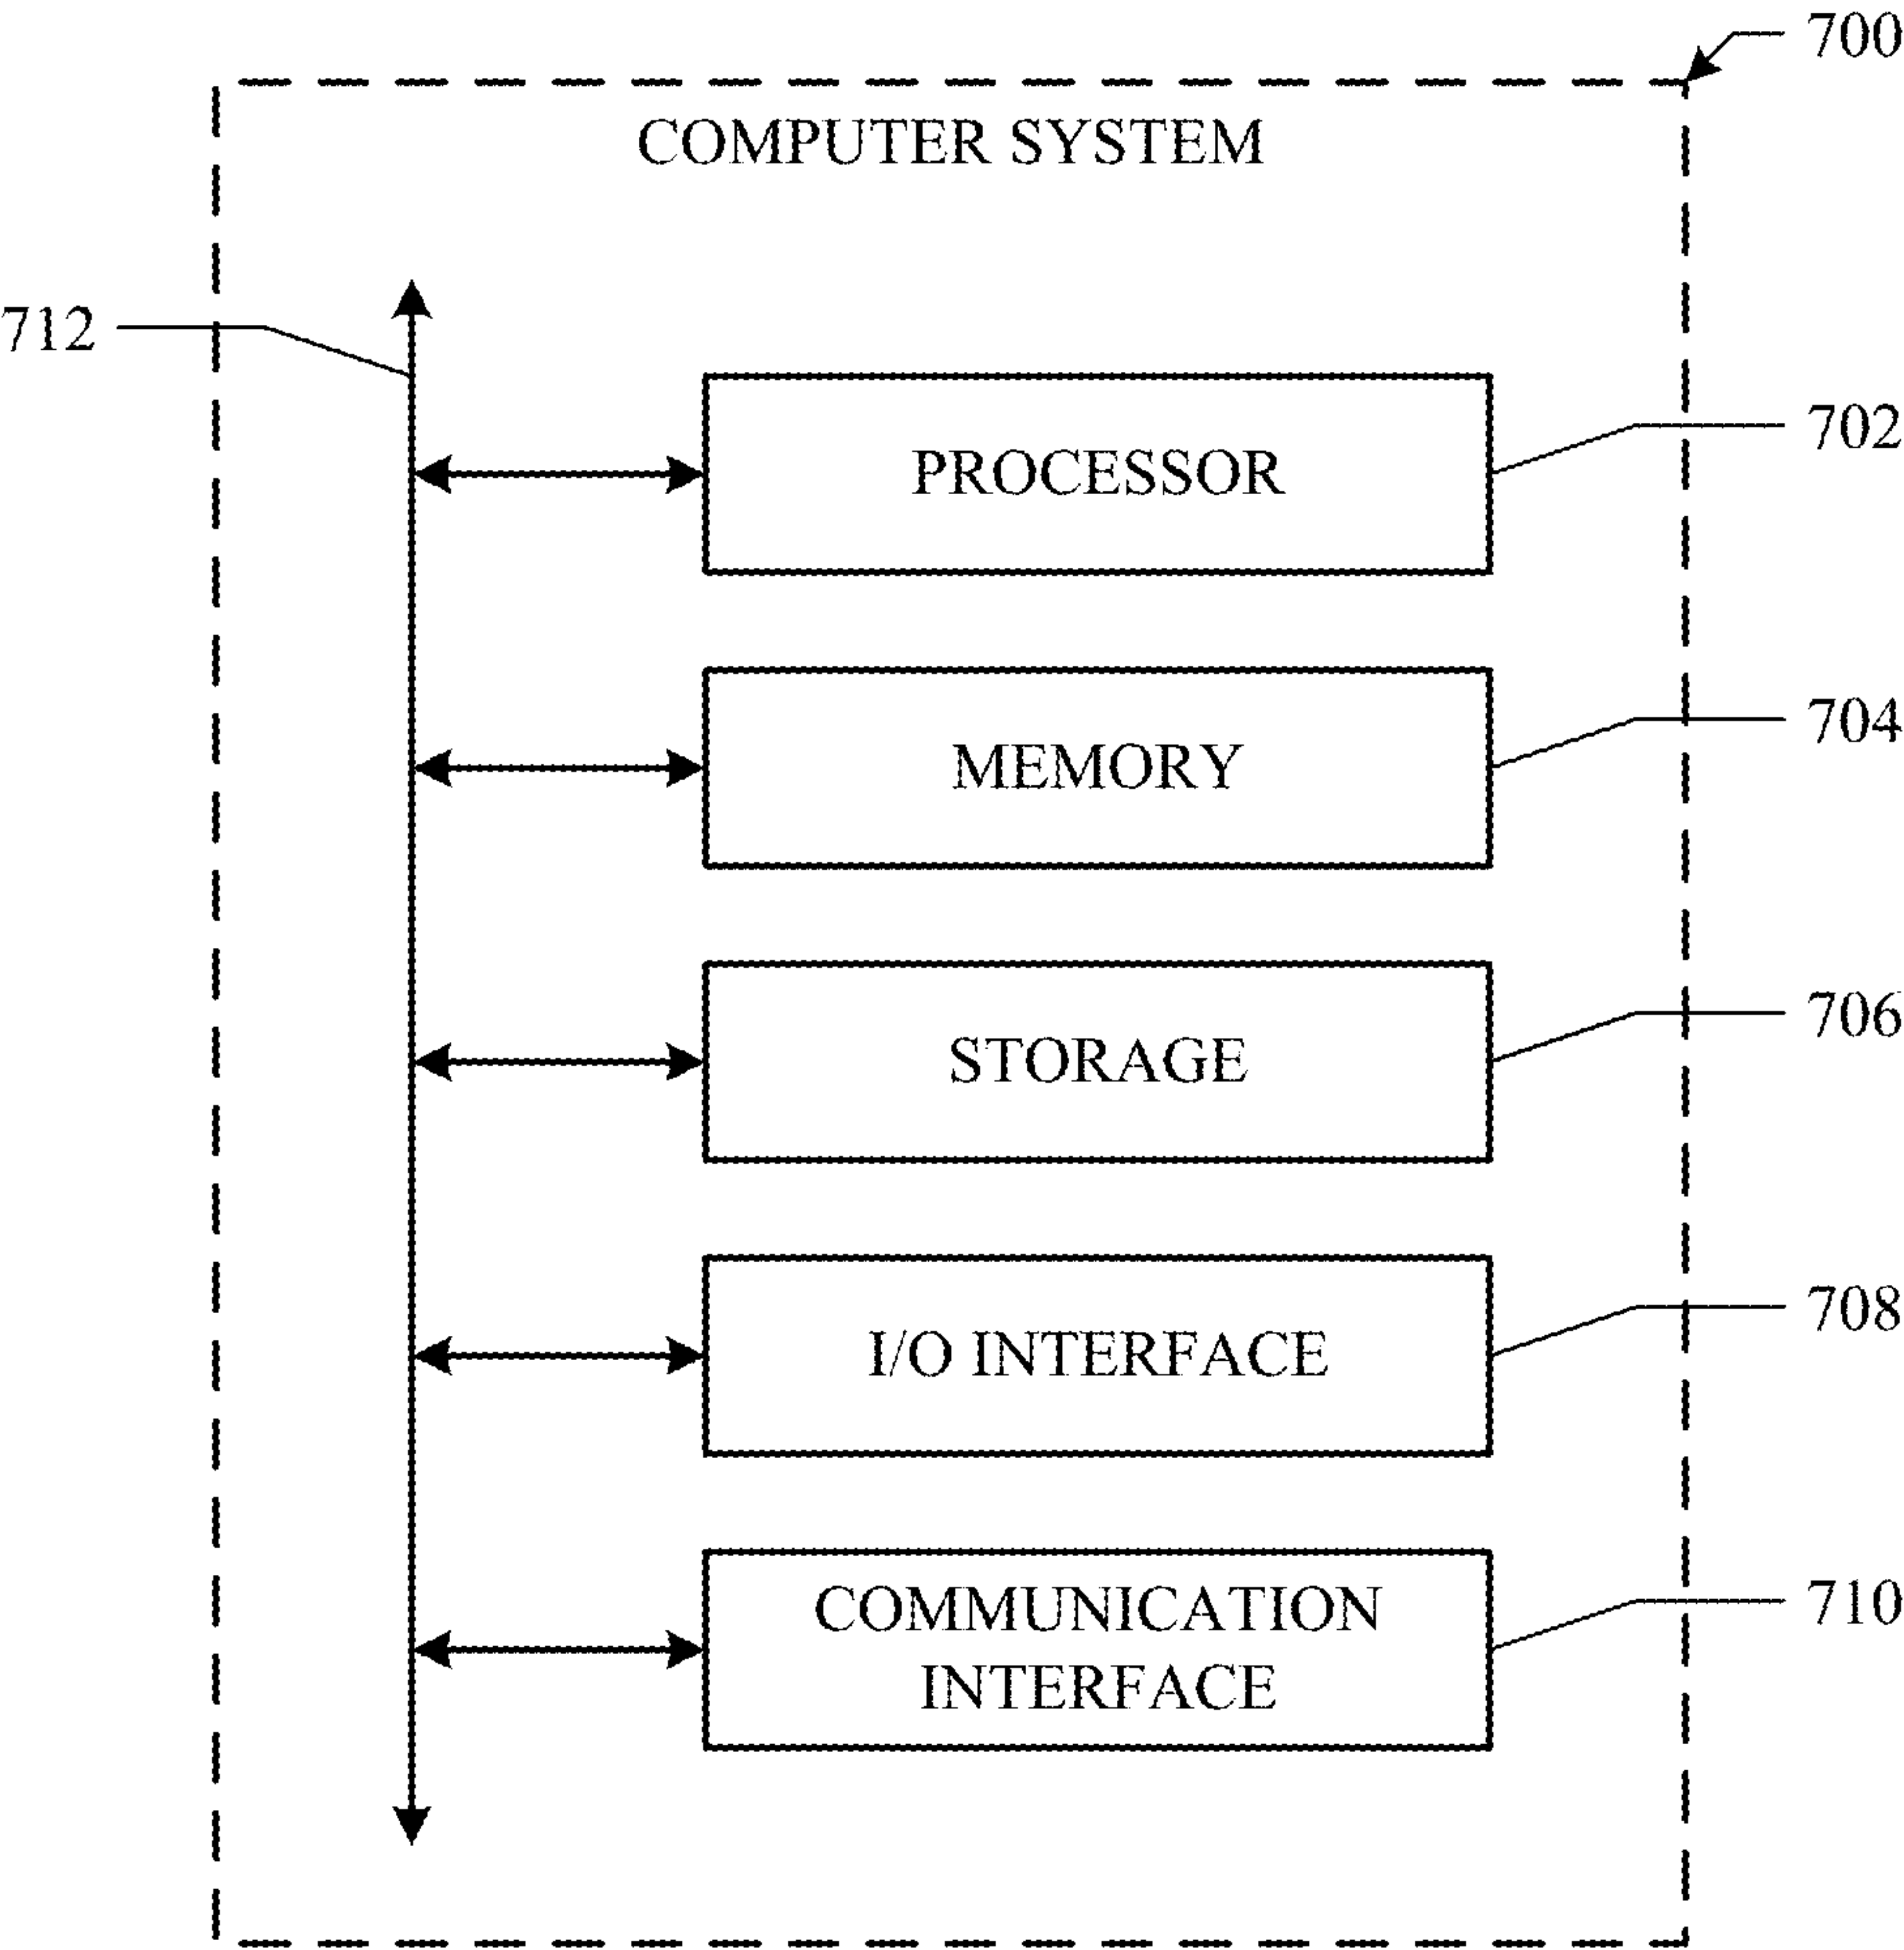 700
COMPUTER SYSTEM
712
702
PROCESSOR
704
MEMORY
706
STORAGE
708
I/O INTERFACE
710
COMMUNICATION
INTERFACE